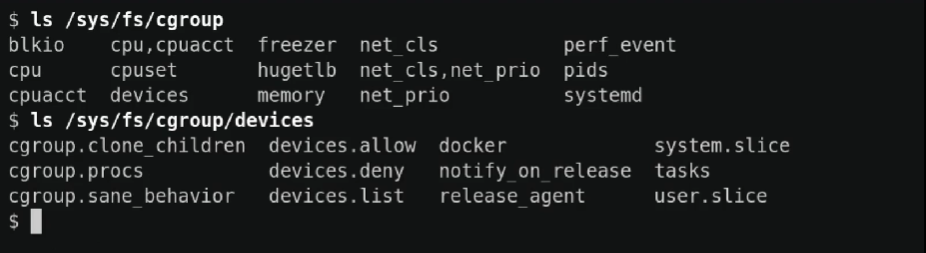 $ ls /sys/fs/cgroup
blkio    cpu,cpuacct  freezer  net_cls           perf_event
cpu      cpuset       hugetlb  net_cls,net_prio  pids
cpuacct  devices      memory   net_prio          systemd
$ ls /sys/fs/cgroup/devices
cgroup.clone_children  devices.allow  docker             system.slice
cgroup.procs           devices.deny   notify_on_release  tasks
cgroup.sane_behavior   devices.list   release_agent      user.slice
$